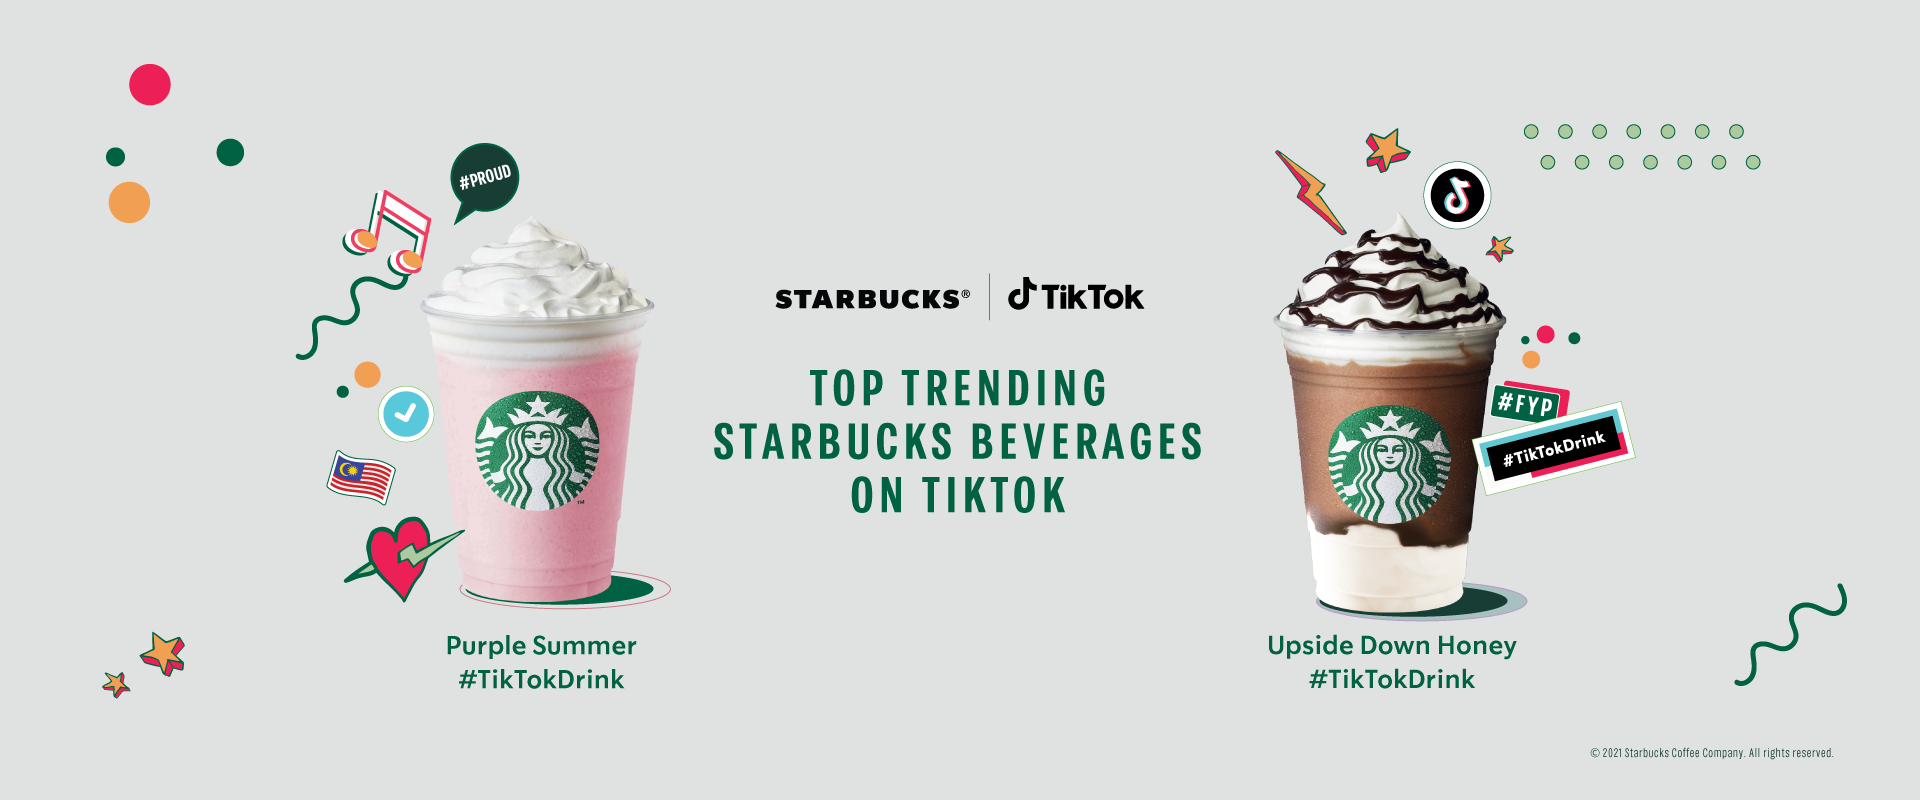 #PROUD
STARBUCKS®
TikTok
TOP TRENDING
STARBUCKS BEVERAGES
ON TIKTOK
#FYP
#TikTokDrink
TM
Purple Summer
#TikTokDrink
Upside Down Honey
#TikTokDrink
© 2021 Starbucks Coffee Company. All rights reserved.